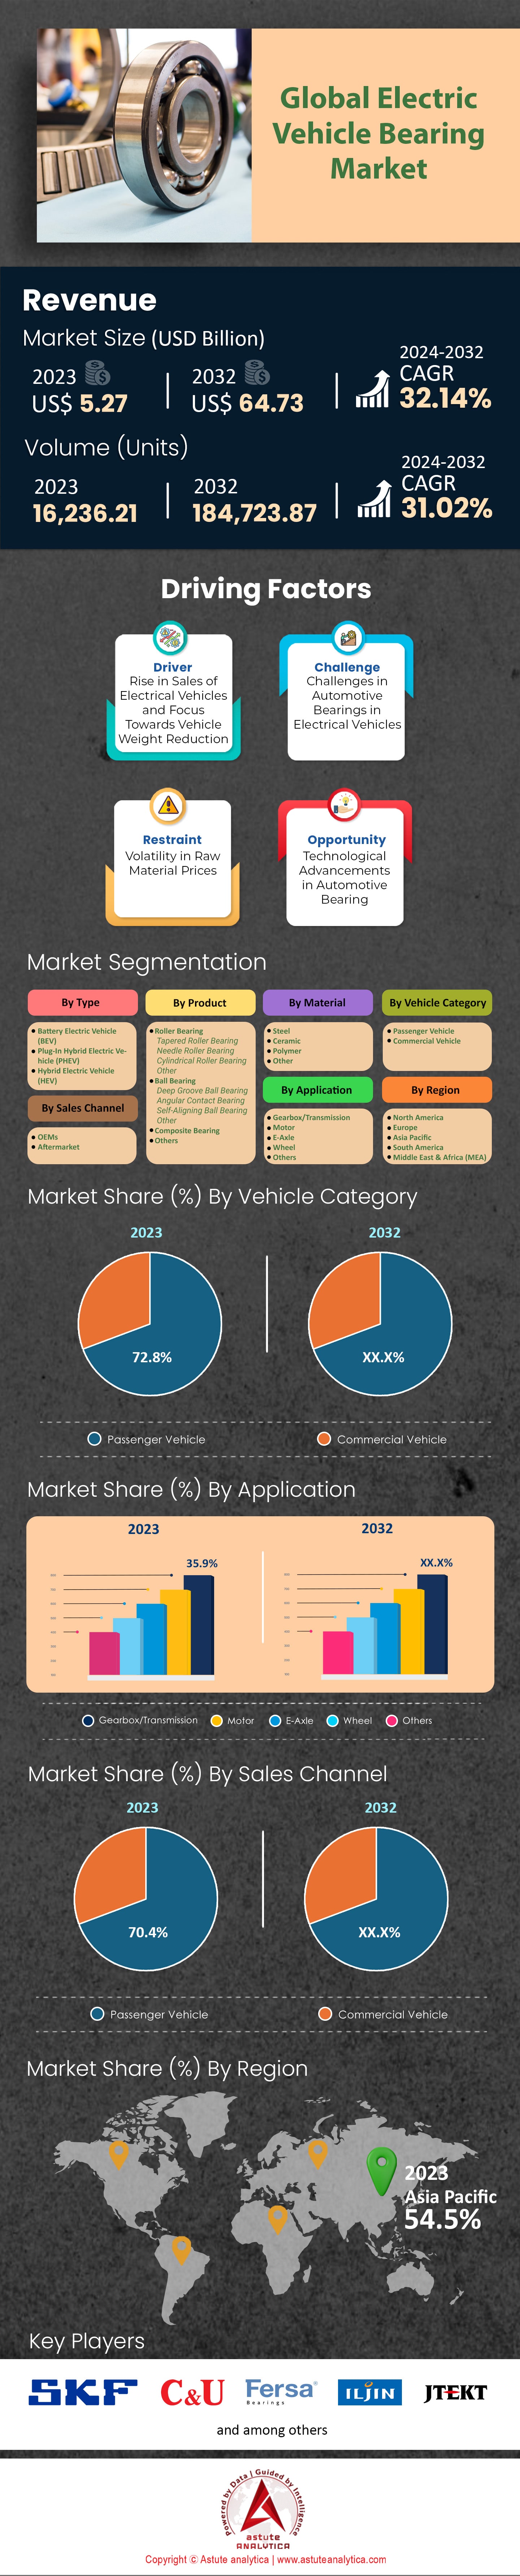 Global Electric
Vehicle Bearing
Market
Revenue
Market Size (USD Billion)
2023
US$ 5.27
2032
US$ 64.73
2024-2032
CAGR
32.14%
Volume (Units)
2023
16,236.21
2032
184,723.87
2024-2032
CAGR
31.02%
Driving Factors
Driver
Rise in Sales of
Electrical Vehicles
and Focus
Towards Vehicle
Weight Reduction
Challenge
Challenges in
Automotive
Bearings in
Electrical Vehicles
Restraint
Volatility in Raw
Material Prices
Opportunity
Technological
Advancements
in Automotive
Bearing
Market Segmentation
By Type
Battery Electric Vehicle
(BEV)
Plug-In Hybrid Electric Ve-
hicle (PHEV)
Hybrid Electric Vehicle
(HEV)
By Sales Channel
OEMs
Aftermarket
By Product
Roller Bearing
Tapered Roller Bearing
Needle Roller Bearing
Cylindrical Roller Bearing
Other
Ball Bearing
Deep Groove Ball Bearing
Angular Contact Bearing
Self-Aligning Ball Bearing
Other
Composite Bearing
Others
By Material
Steel
Ceramic
Polymer
Other
By Application
Gearbox/Transmission
Motor
E-Axle
Wheel
Others
By Vehicle Category
Passenger Vehicle
Commercial Vehicle
By Region
North America
Europe
Asia Pacific
South America
Middle East & Africa (MEA)
Market Share (%) By Vehicle Category
2023
72.8%
2032
XX.X%
Passenger Vehicle
Commercial Vehicle
Market Share (%) By Application
2023
35.9%
2032
XX.X%
Gearbox/Transmission
Motor
E-Axle
Wheel
Others
Market Share (%) By Sales Channel
2023
70.4%
2032
XX.X%
Passenger Vehicle
Commercial Vehicle
Market Share (%) By Region
2023
Asia Pacific
54.5%
Key Players
SKF
C&U
Fersa
Bearings
ILJIN
JTEKT
and among others
Powered by Data | Guided by Intelligence
astute
ANALYTICA
Copyright © Astute analytica | www.astuteanalytica.com